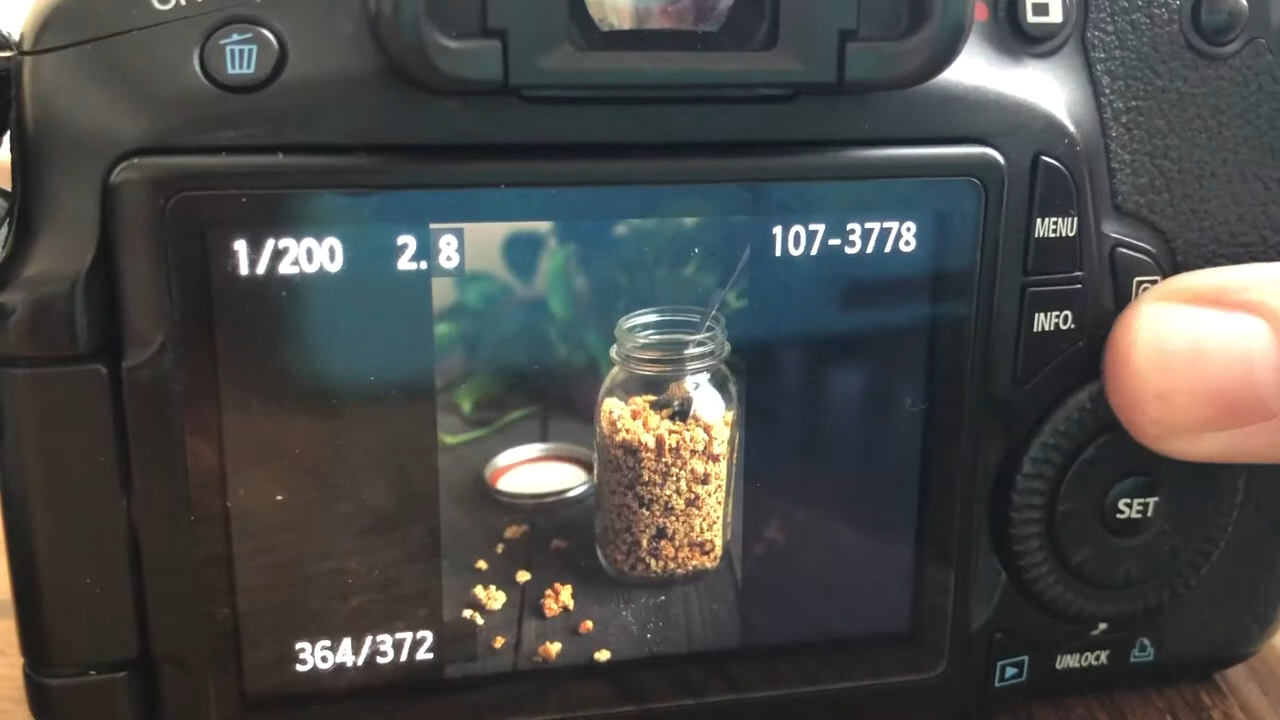 1/200 2.8 107-3778
MENU
INFO.
SET
364/372
UNLOCK